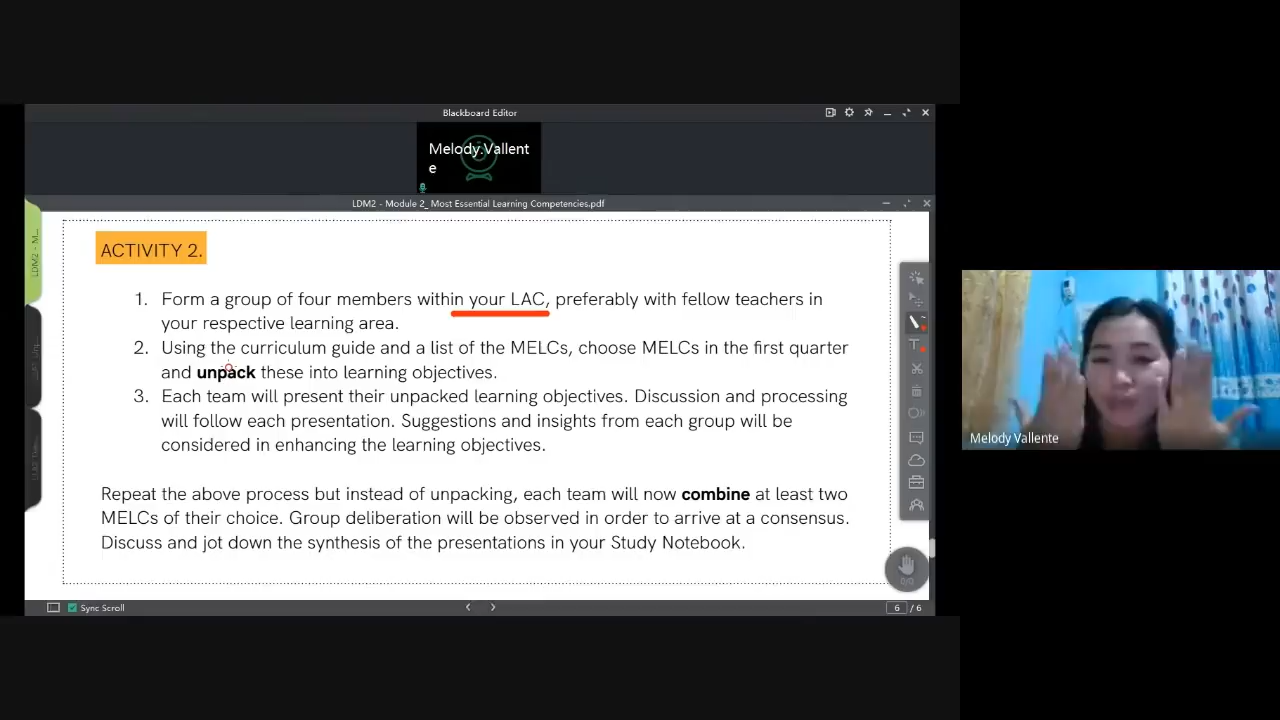 Blackboard Editor
Melody.Vallent
e
LDM2 - Module 2_ Most Essential Learning Competencies.pdf
LDM2 - M...
ACTIVITY 2.
1. Form a group of four members within your LAC, preferably with fellow teachers in
your respective learning area.
2. Using the curriculum guide and a list of the MELCs, choose MELCs in the first quarter
and unpack these into learning objectives.
3. Each team will present their unpacked learning objectives. Discussion and processing
will follow each presentation. Suggestions and insights from each group will be
considered in enhancing the learning objectives.
Repeat the above process but instead of unpacking, each team will now combine at least two
MELCs of their choice. Group deliberation will be observed in order to arrive at a consensus.
Discuss and jot down the synthesis of the presentations in your Study Notebook.
T
0/0
Sync Scroll
6 / 6
Melody Vallente